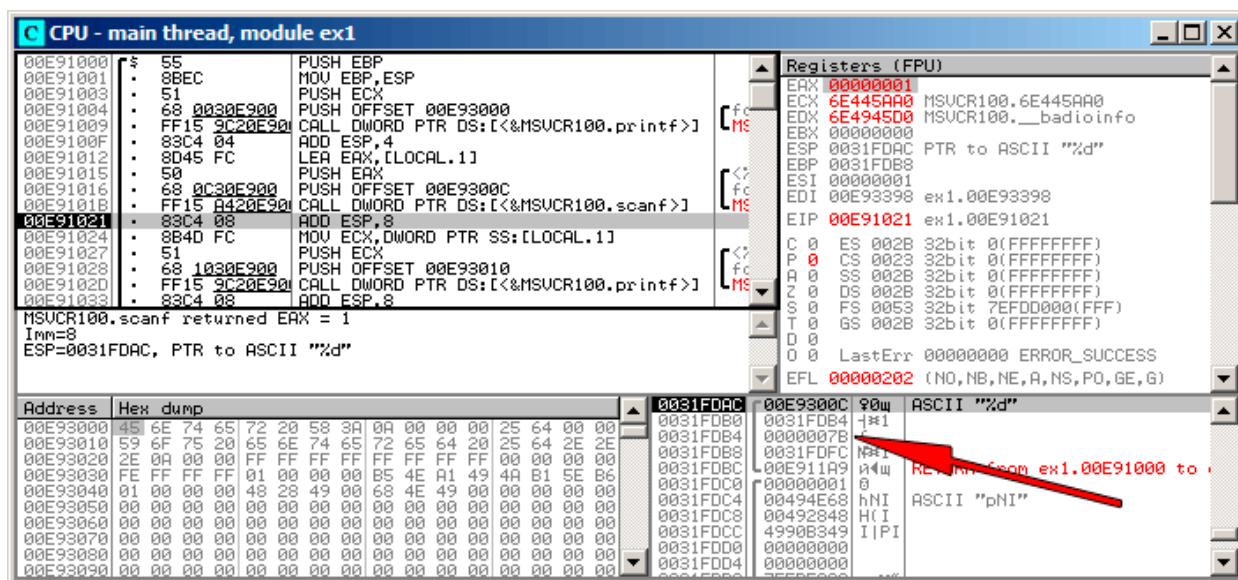 C CPU - main thread, module ex1
00E91000 $ 55 PUSH EBP
00E91001 . 8BEC MOV EBP,ESP
00E91003 . 51 PUSH ECX
00E91004 . 68 0030E900 PUSH OFFSET 00E93000
00E91009 . FF15 9C20E90 CALL DWORD PTR DS:[<&MSVCR100.printf>]
00E9100F . 83C4 04 ADD ESP,4
00E91012 . 8D45 FC LEA EAX,[LOCAL.1]
00E91015 . 50 PUSH EAX
00E91016 . 68 0C30E900 PUSH OFFSET 00E9300C
00E9101B . FF15 A420E90 CALL DWORD PTR DS:[<&MSVCR100.scanf>]
00E91021 . 83C4 08 ADD ESP,8
00E91024 . 8B4D FC MOV ECX,DWORD PTR SS:[LOCAL.1]
00E91027 . 51 PUSH ECX
00E91028 . 68 1030E900 PUSH OFFSET 00E93010
00E9102D . FF15 9C20E90 CALL DWORD PTR DS:[<&MSVCR100.printf>]
00E91033 . 83C4 08 ADD ESP,8
MSVCR100.scanf returned EAX = 1
Imm=8
ESP=0031FDAC, PTR to ASCII "%d"
Registers (FPU)
EAX 00000001
ECX 6E445AA0 MSVCR100.6E445AA0
EDX 6E4945D0 MSVCR100.__badioinfo
EBX 00000000
ESP 0031FDAC PTR to ASCII "%d"
EBP 0031FDB8
ESI 00000001
EDI 00E93398 ex1.00E93398
EIP 00E91021 ex1.00E91021
C 0 ES 002B 32bit 0(FFFFFFFF)
P 0 CS 0023 32bit 0(FFFFFFFF)
A 0 SS 002B 32bit 0(FFFFFFFF)
Z 0 DS 002B 32bit 0(FFFFFFFF)
S 0 FS 0053 32bit 7EFDD000(FFF)
T 0 GS 002B 32bit 0(FFFFFFFF)
D 0
O 0 LastErr 00000000 ERROR_SUCCESS
EFL 00000202 (NO,NB,NE,A,NS,PO,GE,G)
Address Hex dump
00E93000 45 6E 74 65 72 20 58 3A 0A 00 00 00 25 64 00 00
00E93010 59 6F 75 20 65 6E 74 65 72 65 64 20 25 64 2E 2E
00E93020 2E 0A 00 00 FF FF FF FF FF FF FF FF 00 00 00 00
00E93030 FE FF FF FF 01 00 00 00 B5 4E A1 49 4A B1 5E B6
00E93040 01 00 00 00 48 28 49 00 68 4E 49 00 00 00 00 00
00E93050 00 00 00 00 00 00 00 00 00 00 00 00 00 00 00 00
00E93060 00 00 00 00 00 00 00 00 00 00 00 00 00 00 00 00
00E93070 00 00 00 00 00 00 00 00 00 00 00 00 00 00 00 00
00E93080 00 00 00 00 00 00 00 00 00 00 00 00 00 00 00 00
00E93090 00 00 00 00 00 00 00 00 00 00 00 00 00 00 00 00
0031FDAC 00E9300C ASCII "%d"
0031FDB0 0031FDB4
0031FDB4 0000007B
0031FDB8 0031FDFC
0031FDBC 00E911A9 from ex1.00E91000 to
0031FDC0 00000001
0031FDC4 00494E68 hNI ASCII "pNI"
0031FDC8 00492848 H(I
0031FDCC 4990B349 I|PI
0031FDD0 00000000
0031FDD4 00000000